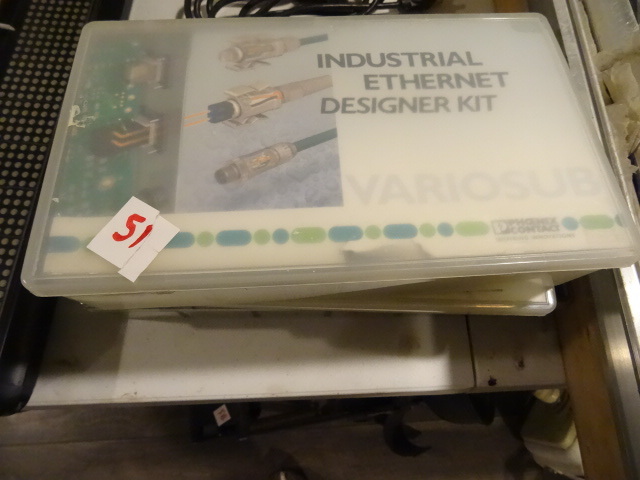 INDUSTRIAL
ETHERNET
DESIGNER KIT
VARIOSUB
PHOENIX
CONTACT
51